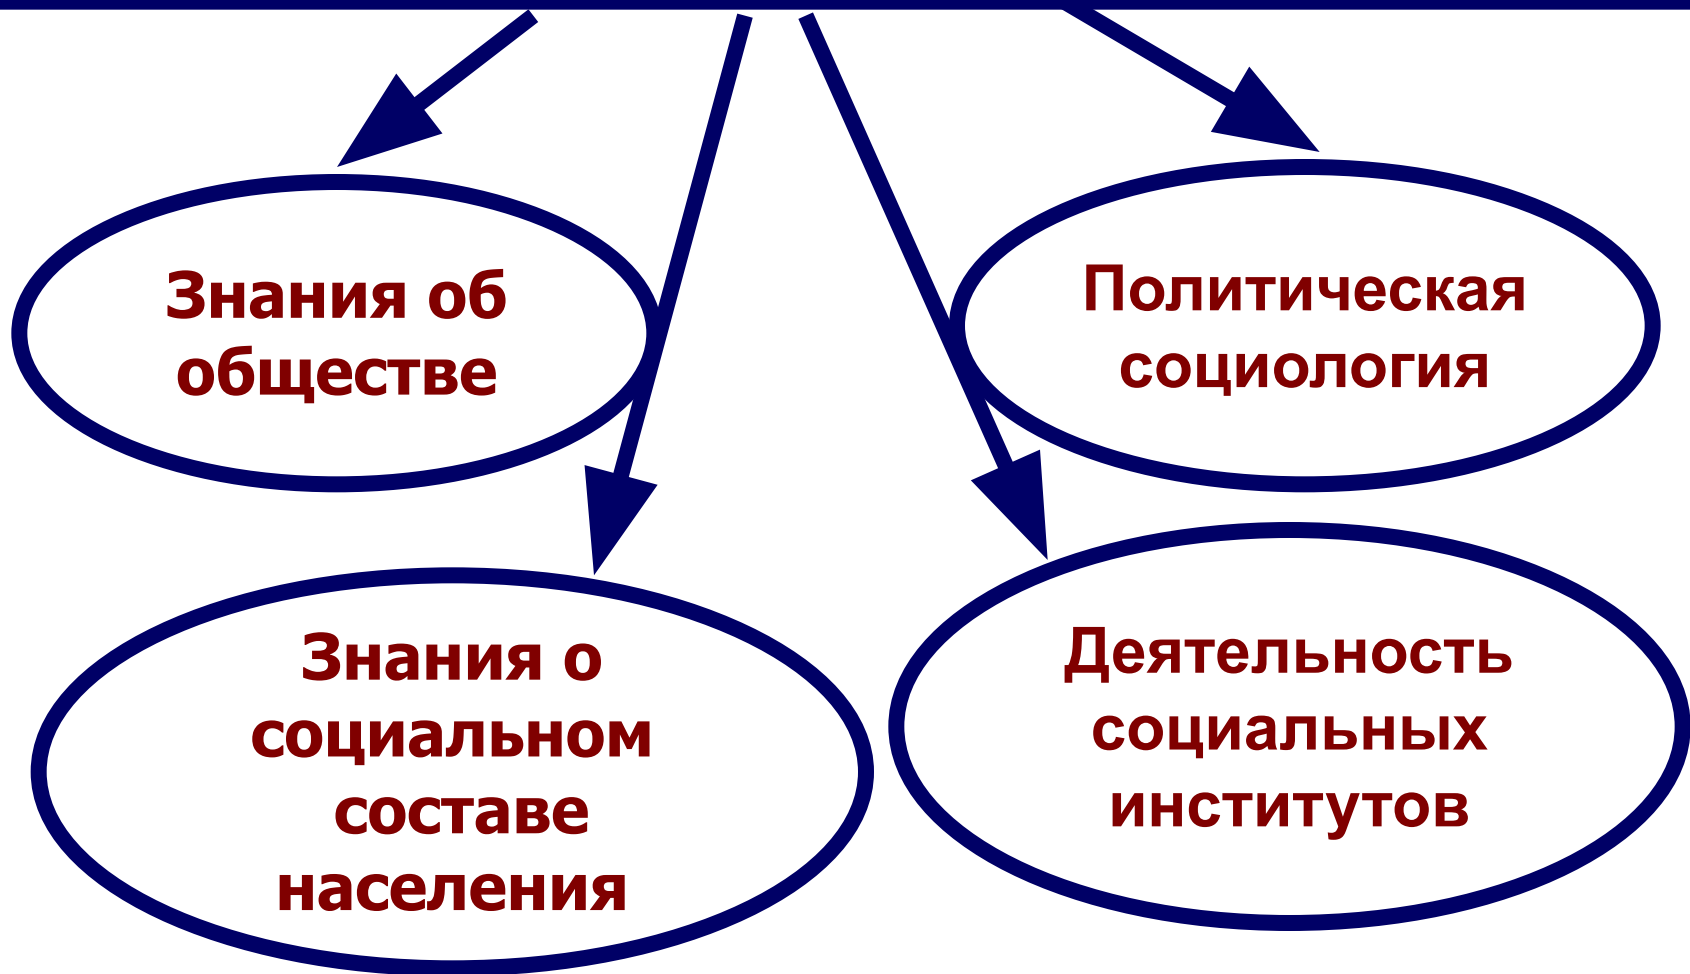 Знания об
обществе
Политическая
социология
Знания о
социальном
составе
населения
Деятельность
социальных
институтов